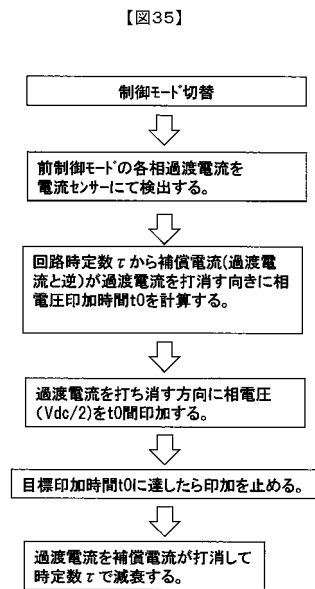 【図35】
制御モード切替
前制御モードの各相過渡電流を
電流センサーにて検出する。
回路時定数τから補償電流(過渡電
流と逆)が過渡電流を打消す向きに相
電圧印加時間t0を計算する。
過渡電流を打ち消す方向に相電圧
(Vdc/2)をt0間印加する。
目標印加時間t0に達したら印加を止める。
過渡電流を補償電流が打消して
時定数τで減衰する。